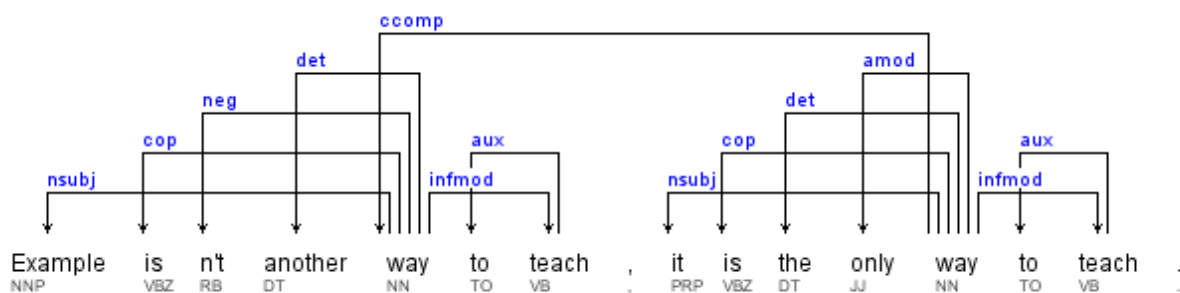 ccomp
det amod
neg det
cop aux cop aux
nsubj infmod nsubj infmod
Example is n't another way to teach , it is the only way to teach .
NNP VBZ RB DT NN TO VB , PRP VBZ DT JJ NN TO VB .